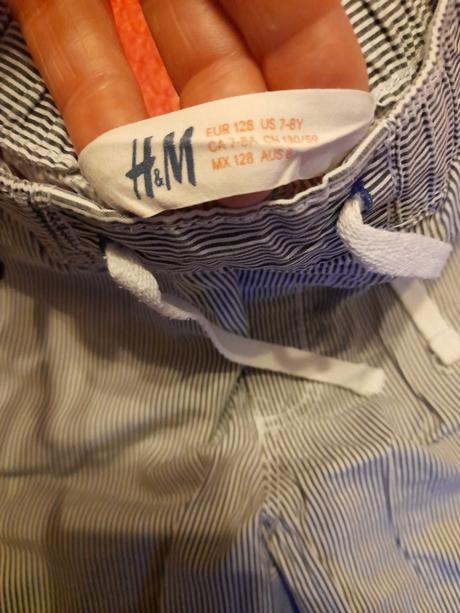 H&M
EUR 128 US 7-8Y
CA 7-8A CN 130/59
MX 128 AUS 8